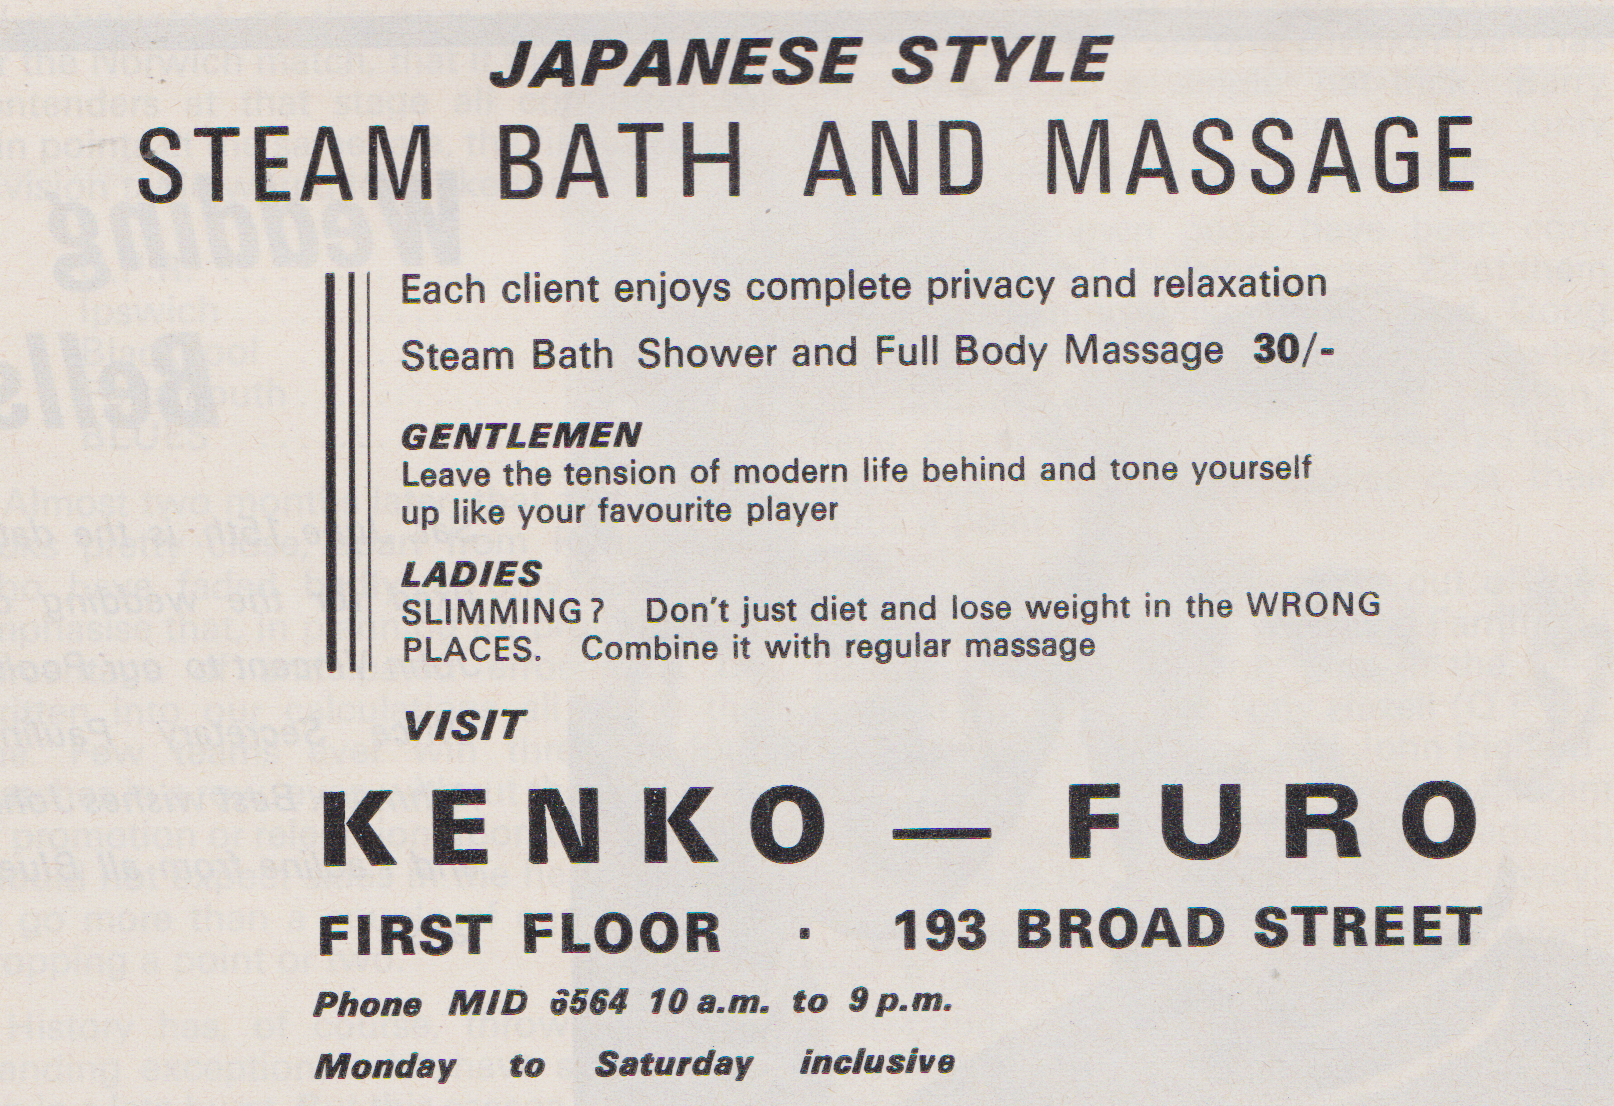 JAPANESE STYLE
STEAM BATH AND MASSAGE
Each client enjoys complete privacy and relaxation
Steam Bath Shower and Full Body Massage 30/-
GENTLEMEN
Leave the tension of modern life behind and tone yourself
up like your favourite player
LADIES
SLIMMING? Don't just diet and lose weight in the WRONG
PLACES. Combine it with regular massage
VISIT
KENKO — FURO
FIRST FLOOR · 193 BROAD STREET
Phone MID 6564 10 a.m. to 9 p.m.
Monday to Saturday inclusive